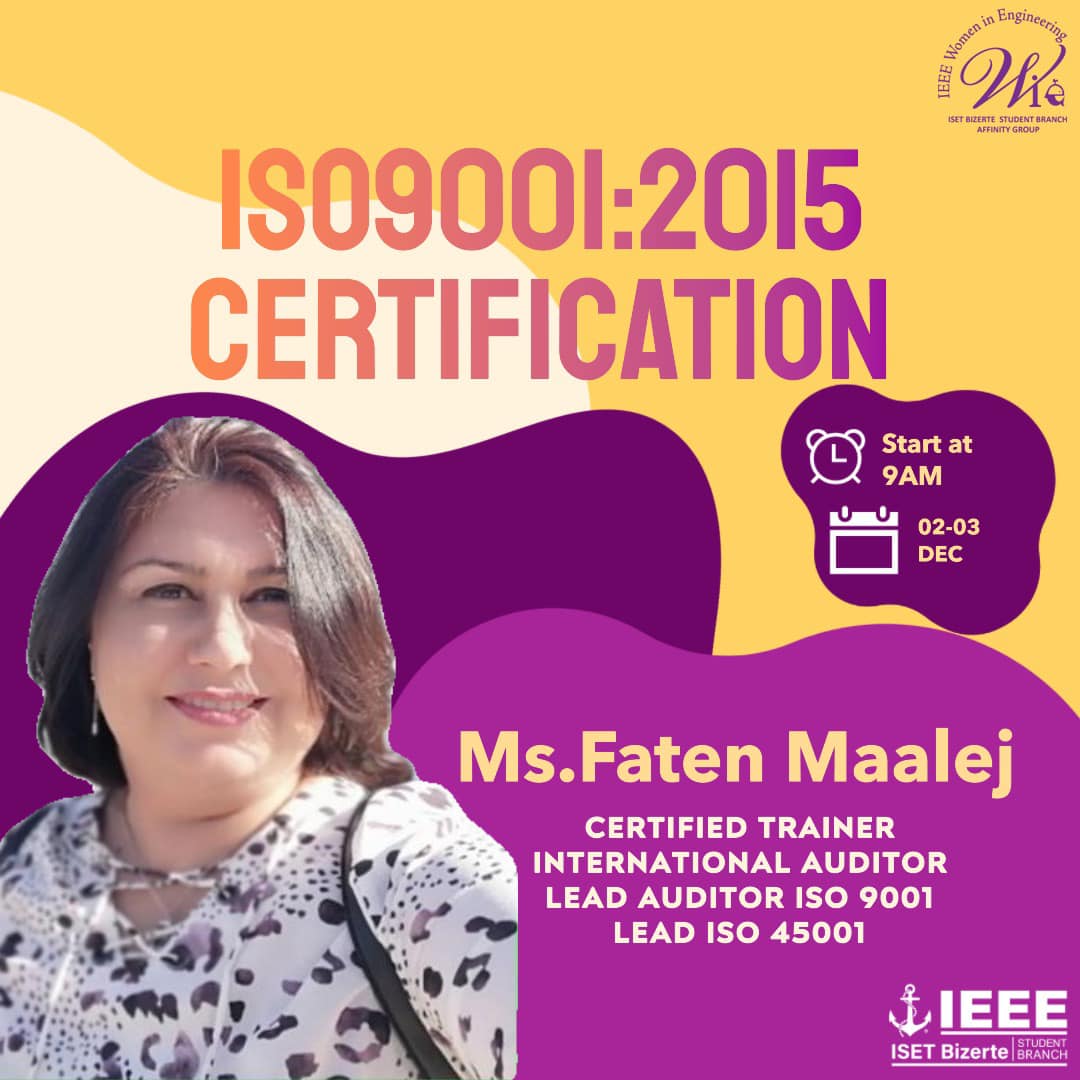 IEEE Women in Engineering
WIE
ISET BIZERTE STUDENT BRANCH
AFFINITY GROUP
ISO9001:2015
CERTIFICATION
Start at
9AM
02-03
DEC
Ms.Faten Maalej
CERTIFIED TRAINER
INTERNATIONAL AUDITOR
LEAD AUDITOR ISO 9001
LEAD ISO 45001
IEEE
ISET Bizerte
STUDENT
BRANCH